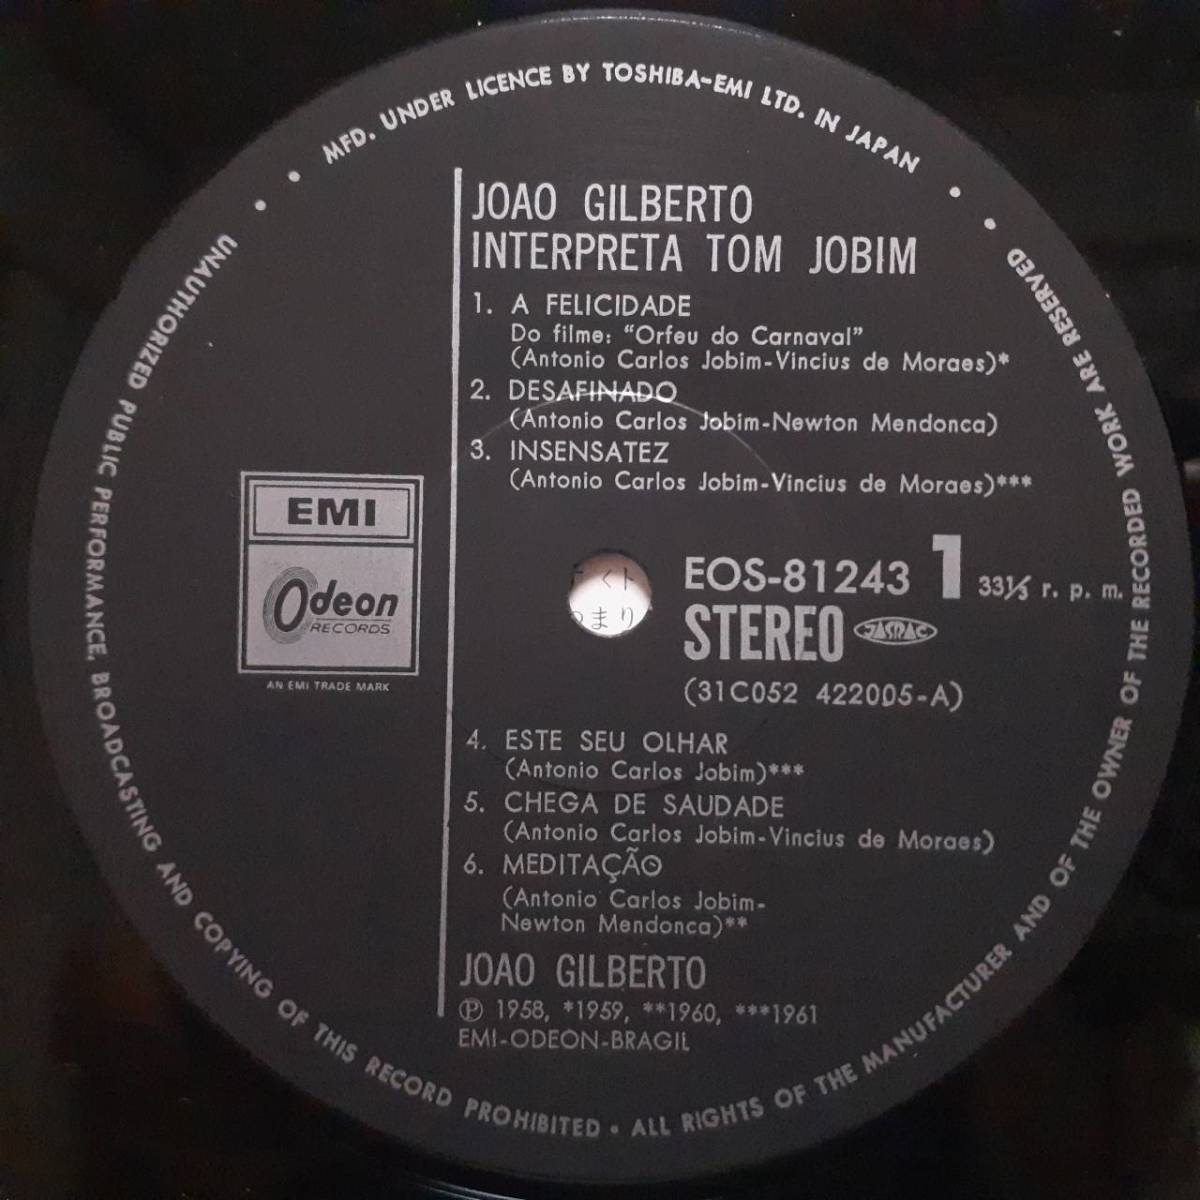 MFD. UNDER LICENCE BY TOSHIBA-EMI LTD. IN JAPAN
JOAO GILBERTO
INTERPRETA TOM JOBIM
1. A FELICIDADE
Do filme: “Orfeu do Carnaval”
(Antonio Carlos Jobim-Vincius de Moraes)*
2. DESAFINADO
(Antonio Carlos Jobim-Newton Mendonca)
3. INSENSATEZ
(Antonio Carlos Jobim-Vincius de Moraes)***
EMI
Odeon
RECORDS
AN EMI TRADE MARK
EOS-81243 1 33⅓ r. p. m.
STEREO JASRAC
(31C052 422005-A)
4. ESTE SEU OLHAR
(Antonio Carlos Jobim)***
5. CHEGA DE SAUDADE
(Antonio Carlos Jobim-Vincius de Moraes)
6. MEDITAÇÃO
(Antonio Carlos Jobim-
Newton Mendonca)**
JOAO GILBERTO
Ⓟ 1958, *1959, **1960, ***1961
EMI-ODEON-BRAGIL
UNAUTHORIZED PUBLIC PERFORMANCE, BROADCASTING AND COPYING OF THIS RECORD PROHIBITED • ALL RIGHTS OF THE MANUFACTURER AND OF THE OWNER OF THE RECORDED WORK ARE RESERVED